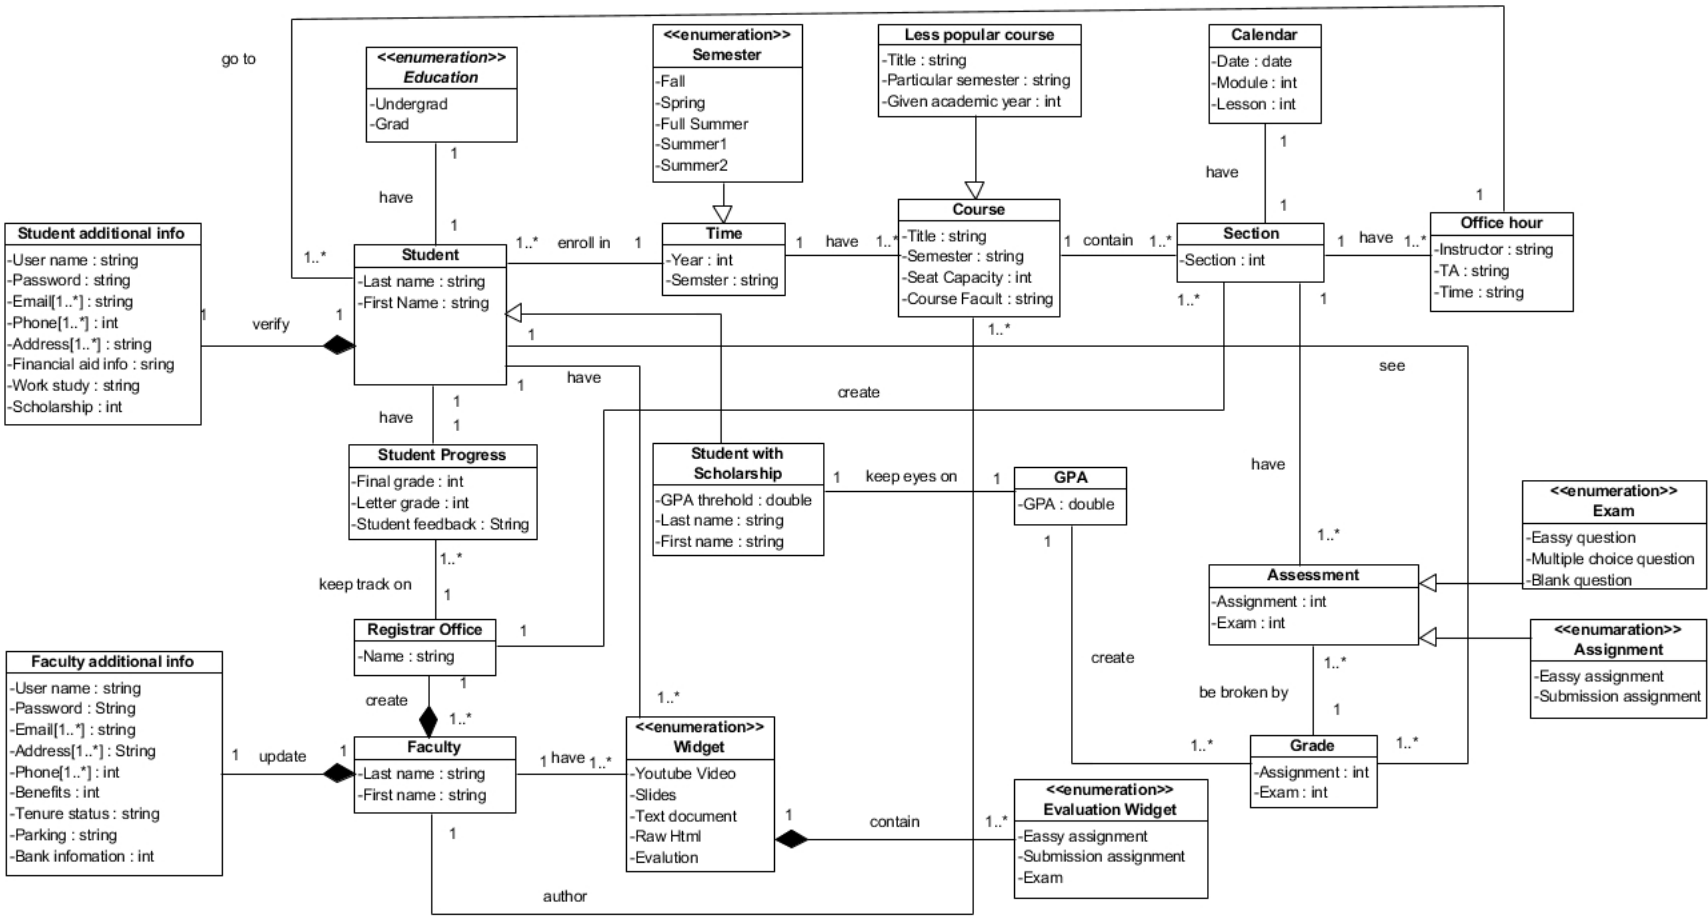 go to
<<enumeration>>
Education
-Undergrad
-Grad
1
have
1
<<enumeration>>
Semester
-Fall
-Spring
-Full Summer
-Summer1
-Summer2
Less popular course
-Title : string
-Particular semester : string
-Given academic year : int
Calendar
-Date : date
-Module : int
-Lesson : int
1
have
1
1
Student additional info
-User name : string
-Password : string
-Email[1..*] : string
-Phone[1..*] : int
-Address[1..*] : string
-Financial aid info : sring
-Work study : string
-Scholarship : int
1
verify
1
1..*
Student
-Last name : string
-First Name : string
1..*
enroll in
1
Time
-Year : int
-Semster : string
1
have
1..*
Course
-Title : string
-Semester : string
-Seat Capacity : int
-Course Facult : string
1
contain
1..*
Section
-Section : int
1
have
1..*
Office hour
-Instructor : string
-TA : string
-Time : string
1..*
1
1..*
1
see
1
have
create
1
have
1
Student Progress
-Final grade : int
-Letter grade : int
-Student feedback : String
1..*
keep track on
1
Student with
Scholarship
-GPA threhold : double
-Last name : string
-First name : string
1
keep eyes on
1
GPA
-GPA : double
1
have
1..*
<<enumeration>>
Exam
-Eassy question
-Multiple choice question
-Blank question
Assessment
-Assignment : int
-Exam : int
<<enumaration>>
Assignment
-Eassy assignment
-Submission assignment
Registrar Office
-Name : string
1
1
create
1..*
create
1..*
be broken by
1
Faculty additional info
-User name : string
-Password : String
-Email[1..*] : string
-Address[1..*] : String
-Phone[1..*] : int
-Benefits : int
-Tenure status : string
-Parking : string
-Bank infomation : int
1
update
1
Faculty
-Last name : string
-First name : string
1
have
1..*
1..*
<<enumeration>>
Widget
-Youtube Video
-Slides
-Text document
-Raw Html
-Evalution
1..*
1..*
Grade
-Assignment : int
-Exam : int
1
contain
1..*
<<enumeration>>
Evaluation Widget
-Eassy assignment
-Submission assignment
-Exam
1
author